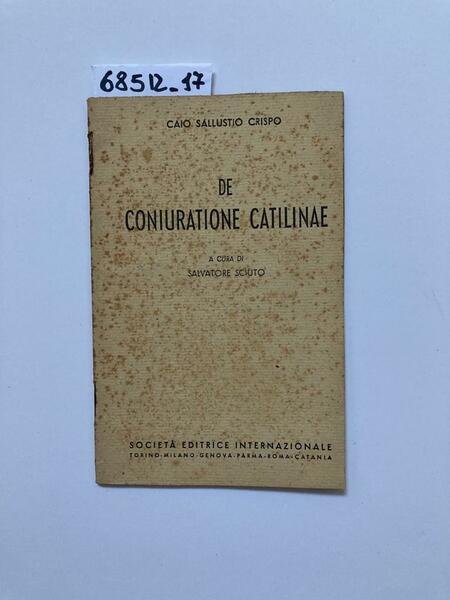 68512_17
CAIO SALLUSTIO CRISPO
DE
CONIURATIONE CATILINAE
A CURA DI
SALVATORE SCIUTO
SOCIETÀ EDITRICE INTERNAZIONALE
TORINO-MILANO-GENOVA-PARMA-ROMA-CATANIA